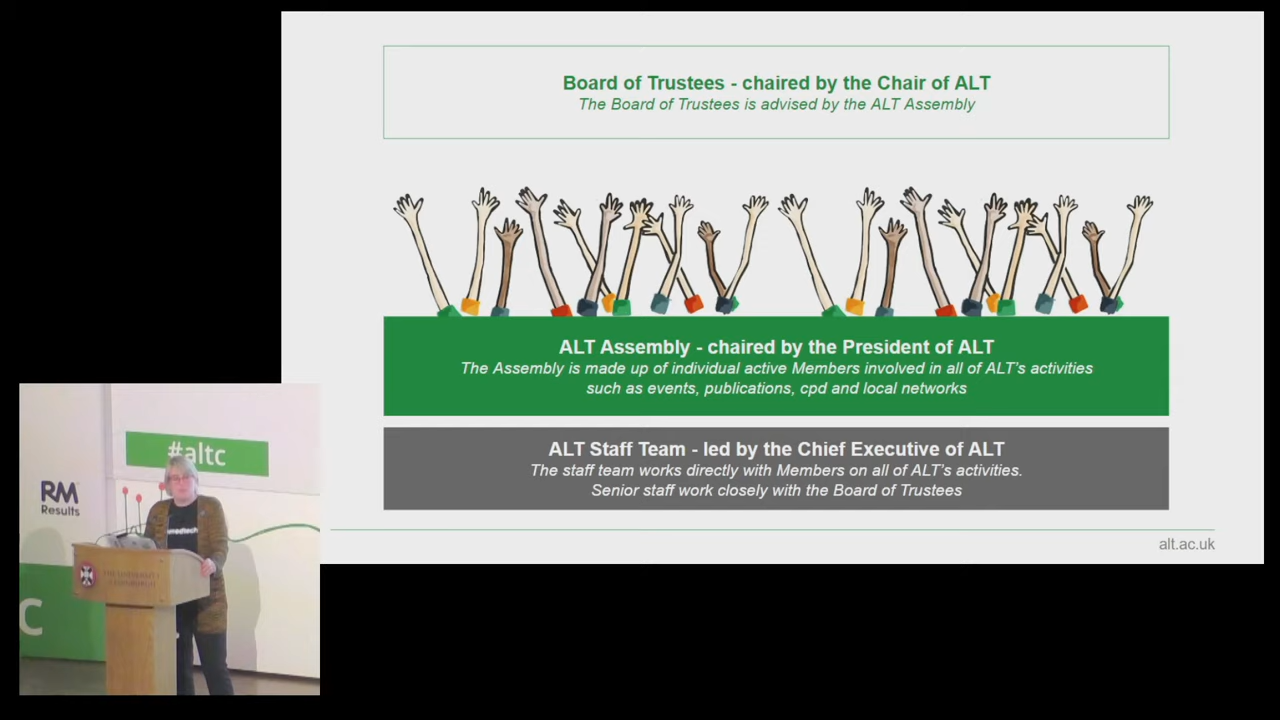 Board of Trustees - chaired by the Chair of ALT
The Board of Trustees is advised by the ALT Assembly
ALT Assembly - chaired by the President of ALT
The Assembly is made up of individual active Members involved in all of ALT's activities
such as events, publications, cpd and local networks
ALT Staff Team - led by the Chief Executive of ALT
The staff team works directly with Members on all of ALT's activities.
Senior staff work closely with the Board of Trustees
alt.ac.uk
#altc
RM
Results
THE UNIVERSITY
C